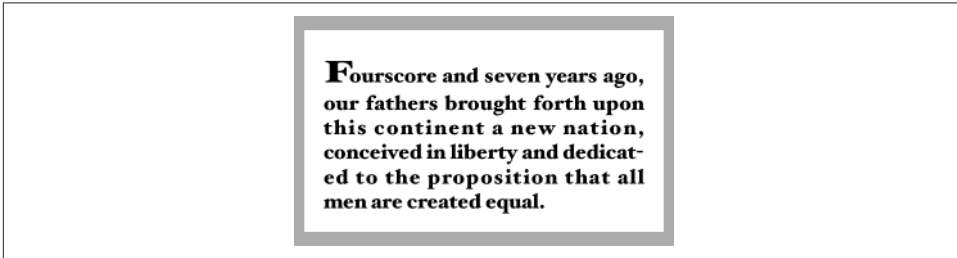 Fourscore and seven years ago,
our fathers brought forth upon
this continent a new nation,
conceived in liberty and dedicat-
ed to the proposition that all
men are created equal.